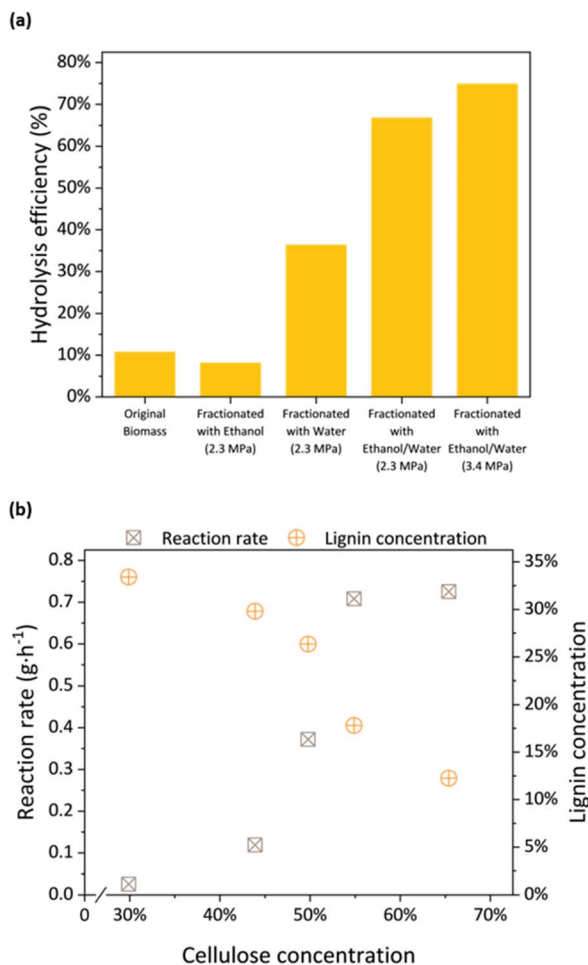 (a)
Hydrolysis efficiency (%)
80%
70%
60%
50%
40%
30%
20%
10%
0%
Original
Biomass
Fractionated
with Ethanol
(2.3 MPa)
Fractionated
with Water
(2.3 MPa)
Fractionated
with
Ethanol/Water
(2.3 MPa)
Fractionated
with
Ethanol/Water
(3.4 MPa)
(b)
Reaction rate
Lignin concentration
Reaction rate (g·h⁻¹)
0.8
0.7
0.6
0.5
0.4
0.3
0.2
0.1
0.0
35%
30%
25%
20%
15%
10%
5%
0%
Lignin concentration
0 30% 40% 50% 60% 70%
Cellulose concentration